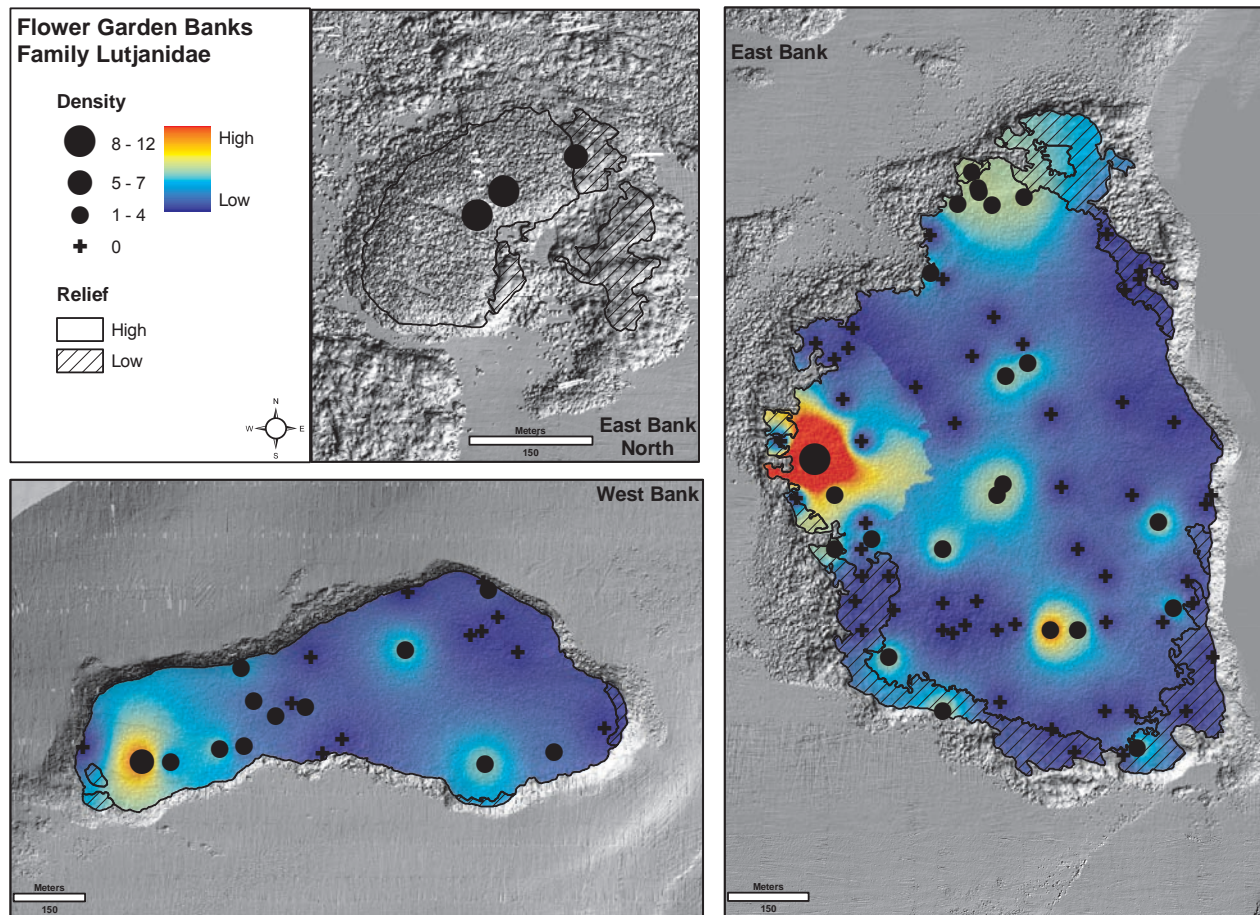 Flower Garden Banks
Family Lutjanidae
Density
8 - 12
5 - 7
1 - 4
0
High
Low
Relief
High
Low
N
W E
S
Meters
150
East Bank
North
West Bank
Meters
150
East Bank
Meters
150